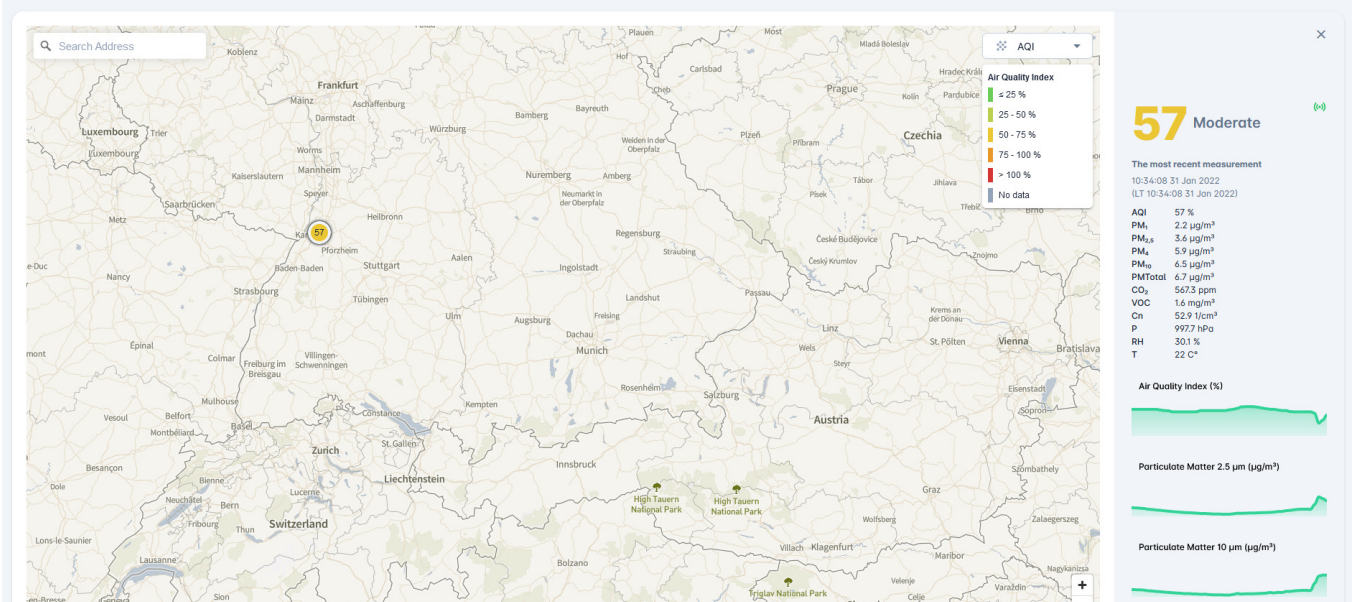 Search Address
AQI
Air Quality Index
≤ 25 %
25 - 50 %
50 - 75 %
75 - 100 %
> 100 %
No data
Plauen
Most
Mladá Boleslav
Koblenz
Hof
Carlsbad
Hradec Král
Frankfurt
Cheb
Prague
Kolín
Pardubice
Mainz
Aschaffenburg
Darmstadt
Bamberg
Bayreuth
Würzburg
Luxembourg
Trier
Weiden in der
Oberpfalz
Plzeň
Příbram
Czechia
Luxembourg
Worms
Mannheim
Kaiserslautern
Nuremberg
Amberg
Tábor
Jihlava
Speyer
Neumarkt in
der Oberpfalz
Písek
Saarbrücken
Třebíč
Brno
Metz
Heilbronn
57
Regensburg
České Budějovice
Pforzheim
Straubing
Znojmo
Aalen
Český Krumlov
e-Duc
Nancy
Baden-Baden
Stuttgart
Ingolstadt
Strasbourg
Tübingen
Landshut
Passau
Ulm
Augsburg
Freising
Krems an
der Donau
Dachau
Linz
Munich
Wels
St. Pölten
Vienna
Bratislava
mont
Épinal
Colmar
Freiburg im
Breisgau
Villingen-
Schwenningen
Steyr
Rosenheim
Salzburg
Eisenstadt
Mulhouse
Kempten
Sopron
Vesoul
Belfort
Constance
Montbéliard
Basel
Austria
Zurich
St. Gallen
Besançon
Innsbruck
Szombathely
Dole
Bienne
Liechtenstein
Lucerne
Graz
Neuchâtel
Bern
High Tauern
National Park
High Tauern
National Park
Fribourg
Thun
Switzerland
Wolfsberg
Zalaegerszeg
Lons-le-Saunier
Villach
Klagenfurt
Lausanne
Bolzano
Maribor
Nagykanizsa
Velenje
Varaždin
Triglav National Park
Celje
en-Bresse
Geneva
Sion
+
57 Moderate
The most recent measurement
10:34:08 31 Jan 2022
(LT 10:34:08 31 Jan 2022)
AQI 57 %
PM₁ 2.2 µg/m³
PM₂,₅ 3.6 µg/m³
PM₄ 5.9 µg/m³
PM₁₀ 6.5 µg/m³
PMTotal 6.7 µg/m³
CO₂ 567.3 ppm
VOC 1.6 mg/m³
Cn 52.9 1/cm³
P 997.7 hPa
RH 30.1 %
T 22 C°
Air Quality Index (%)
Particulate Matter 2.5 µm (µg/m³)
Particulate Matter 10 µm (µg/m³)